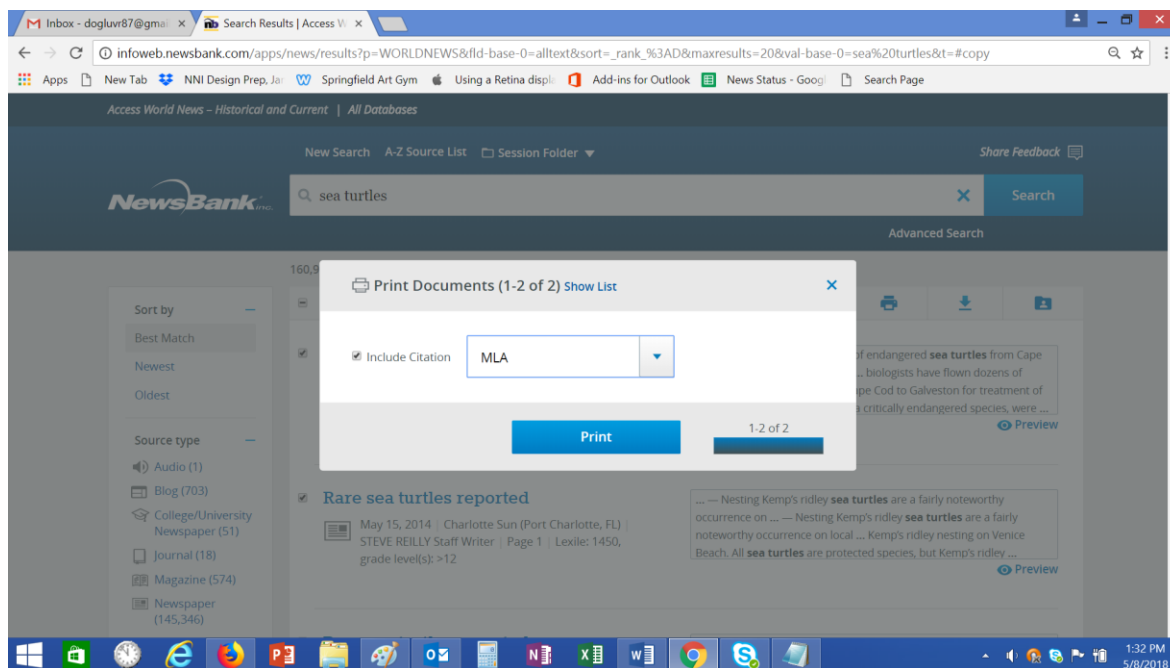 Inbox - dogluvr87@gmai
Search Results | Access W
infoweb.newsbank.com/apps/news/results?p=WORLDNEWS&fld-base-0=alltext&sort=_rank_%3AD&maxresults=20&val-base-0=sea%20turtles&t=#copy
Apps New Tab NNI Design Prep, Jar Springfield Art Gym Using a Retina displa Add-ins for Outlook News Status - Goog Search Page
Access World News – Historical and Current | All Databases
New Search A-Z Source List Session Folder Share Feedback
NewsBank inc.
sea turtles
Search
Advanced Search
160,9
Print Documents (1-2 of 2) Show List
Include Citation MLA
Print
1-2 of 2
Sort by
Best Match
Newest
Oldest
Source type
Audio (1)
Blog (703)
College/University
Newspaper (51)
Journal (18)
Magazine (574)
Newspaper
(145,346)
of endangered sea turtles from Cape
... biologists have flown dozens of
pe Cod to Galveston for treatment of
a critically endangered species, were ...
Preview
Rare sea turtles reported
May 15, 2014 | Charlotte Sun (Port Charlotte, FL) |
STEVE REILLY Staff Writer | Page 1 | Lexile: 1450,
grade level(s): >12
... — Nesting Kemp's ridley sea turtles are a fairly noteworthy
occurrence on ... — Nesting Kemp's ridley sea turtles are a fairly
noteworthy occurrence on local ... Kemp's ridley nesting on Venice
Beach. All sea turtles are protected species, but Kemp's ridley ...
Preview
1:32 PM
5/8/2018